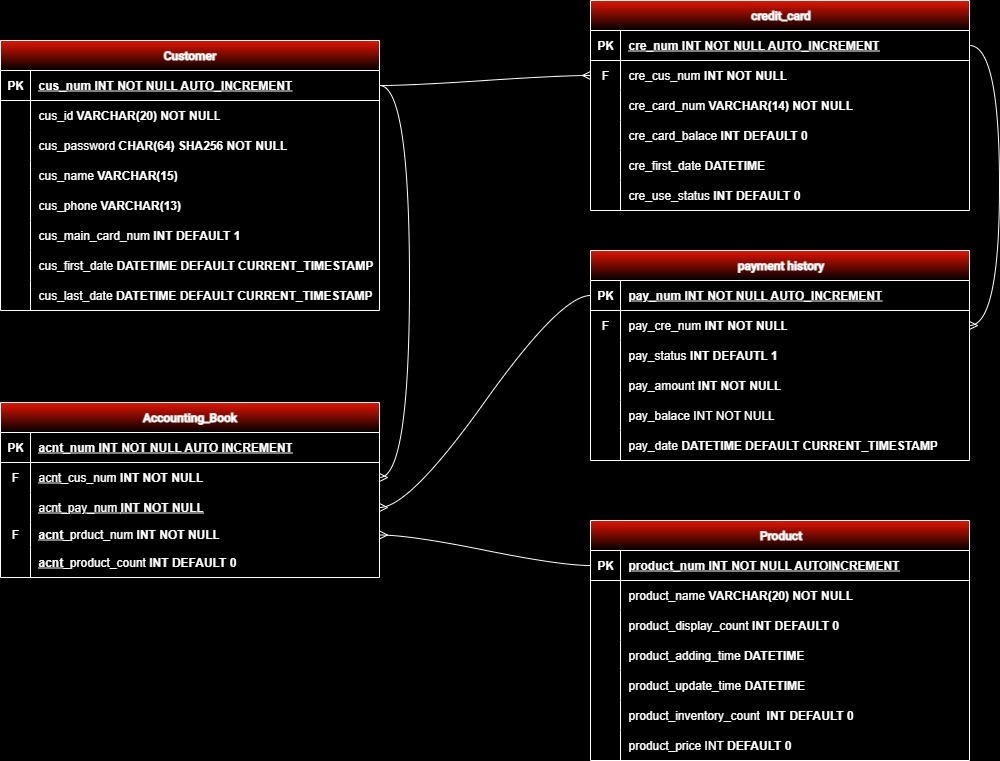 Customer
PK cus_num INT NOT NULL AUTO_INCREMENT
cus_id VARCHAR(20) NOT NULL
cus_password CHAR(64) SHA256 NOT NULL
cus_name VARCHAR(15)
cus_phone VARCHAR(13)
cus_main_card_num INT DEFAULT 1
cus_first_date DATETIME DEFAULT CURRENT_TIMESTAMP
cus_last_date DATETIME DEFAULT CURRENT_TIMESTAMP
credit_card
PK cre_num INT NOT NULL AUTO_INCREMENT
F cre_cus_num INT NOT NULL
cre_card_num VARCHAR(14) NOT NULL
cre_card_balace INT DEFAULT 0
cre_first_date DATETIME
cre_use_status INT DEFAULT 0
payment history
PK pay_num INT NOT NULL AUTO_INCREMENT
F pay_cre_num INT NOT NULL
pay_status INT DEFAUTL 1
pay_amount INT NOT NULL
pay_balace INT NOT NULL
pay_date DATETIME DEFAULT CURRENT_TIMESTAMP
Accounting_Book
PK acnt_num INT NOT NULL AUTO INCREMENT
F acnt_cus_num INT NOT NULL
acnt_pay_num INT NOT NULL
F acnt_prduct_num INT NOT NULL
acnt_product_count INT DEFAULT 0
Product
PK product_num INT NOT NULL AUTOINCREMENT
product_name VARCHAR(20) NOT NULL
product_display_count INT DEFAULT 0
product_adding_time DATETIME
product_update_time DATETIME
product_inventory_count INT DEFAULT 0
product_price INT DEFAULT 0